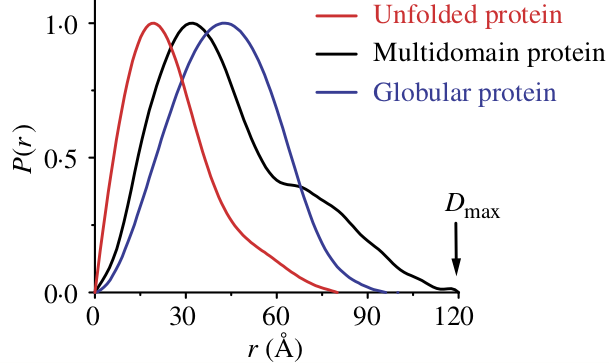 Unfolded protein
Multidomain protein
Globular protein
1·0
0·5
0·0
P(r)
Dmax
0 30 60 90 120
r (Å)